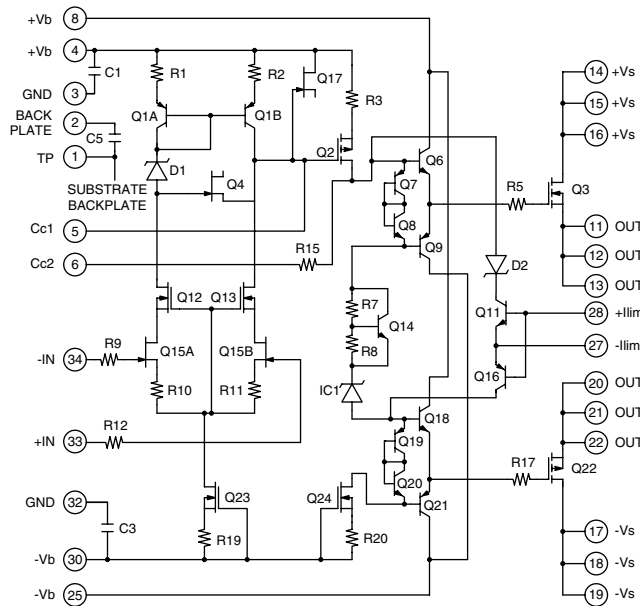 +Vb 8
+Vb 4
R1 R2 Q17 14 +Vs
C1 R3
GND 3
15 +Vs
BACK PLATE 2
Q1A Q1B
16 +Vs
C5 Q2 Q6
TP 1
D1 Q7
SUBSTRATE BACKPLATE
Q4 R5 Q3
Cc1 5
Q8 Q9
11 OUT
Cc2 6
R15 D2
12 OUT
13 OUT
Q12 Q13 R7 Q14 Q11
28 +Ilim
R9 Q15A Q15B R8
27 -Ilim
-IN 34
R10 R11 IC1 Q16
20 OUT
R12 Q18
21 OUT
+IN 33
Q19
22 OUT
R17 Q22
Q23 Q24 Q20 Q21
GND 32
C3 R19 R20
17 -Vs
-Vb 30
18 -Vs
-Vb 25
19 -Vs